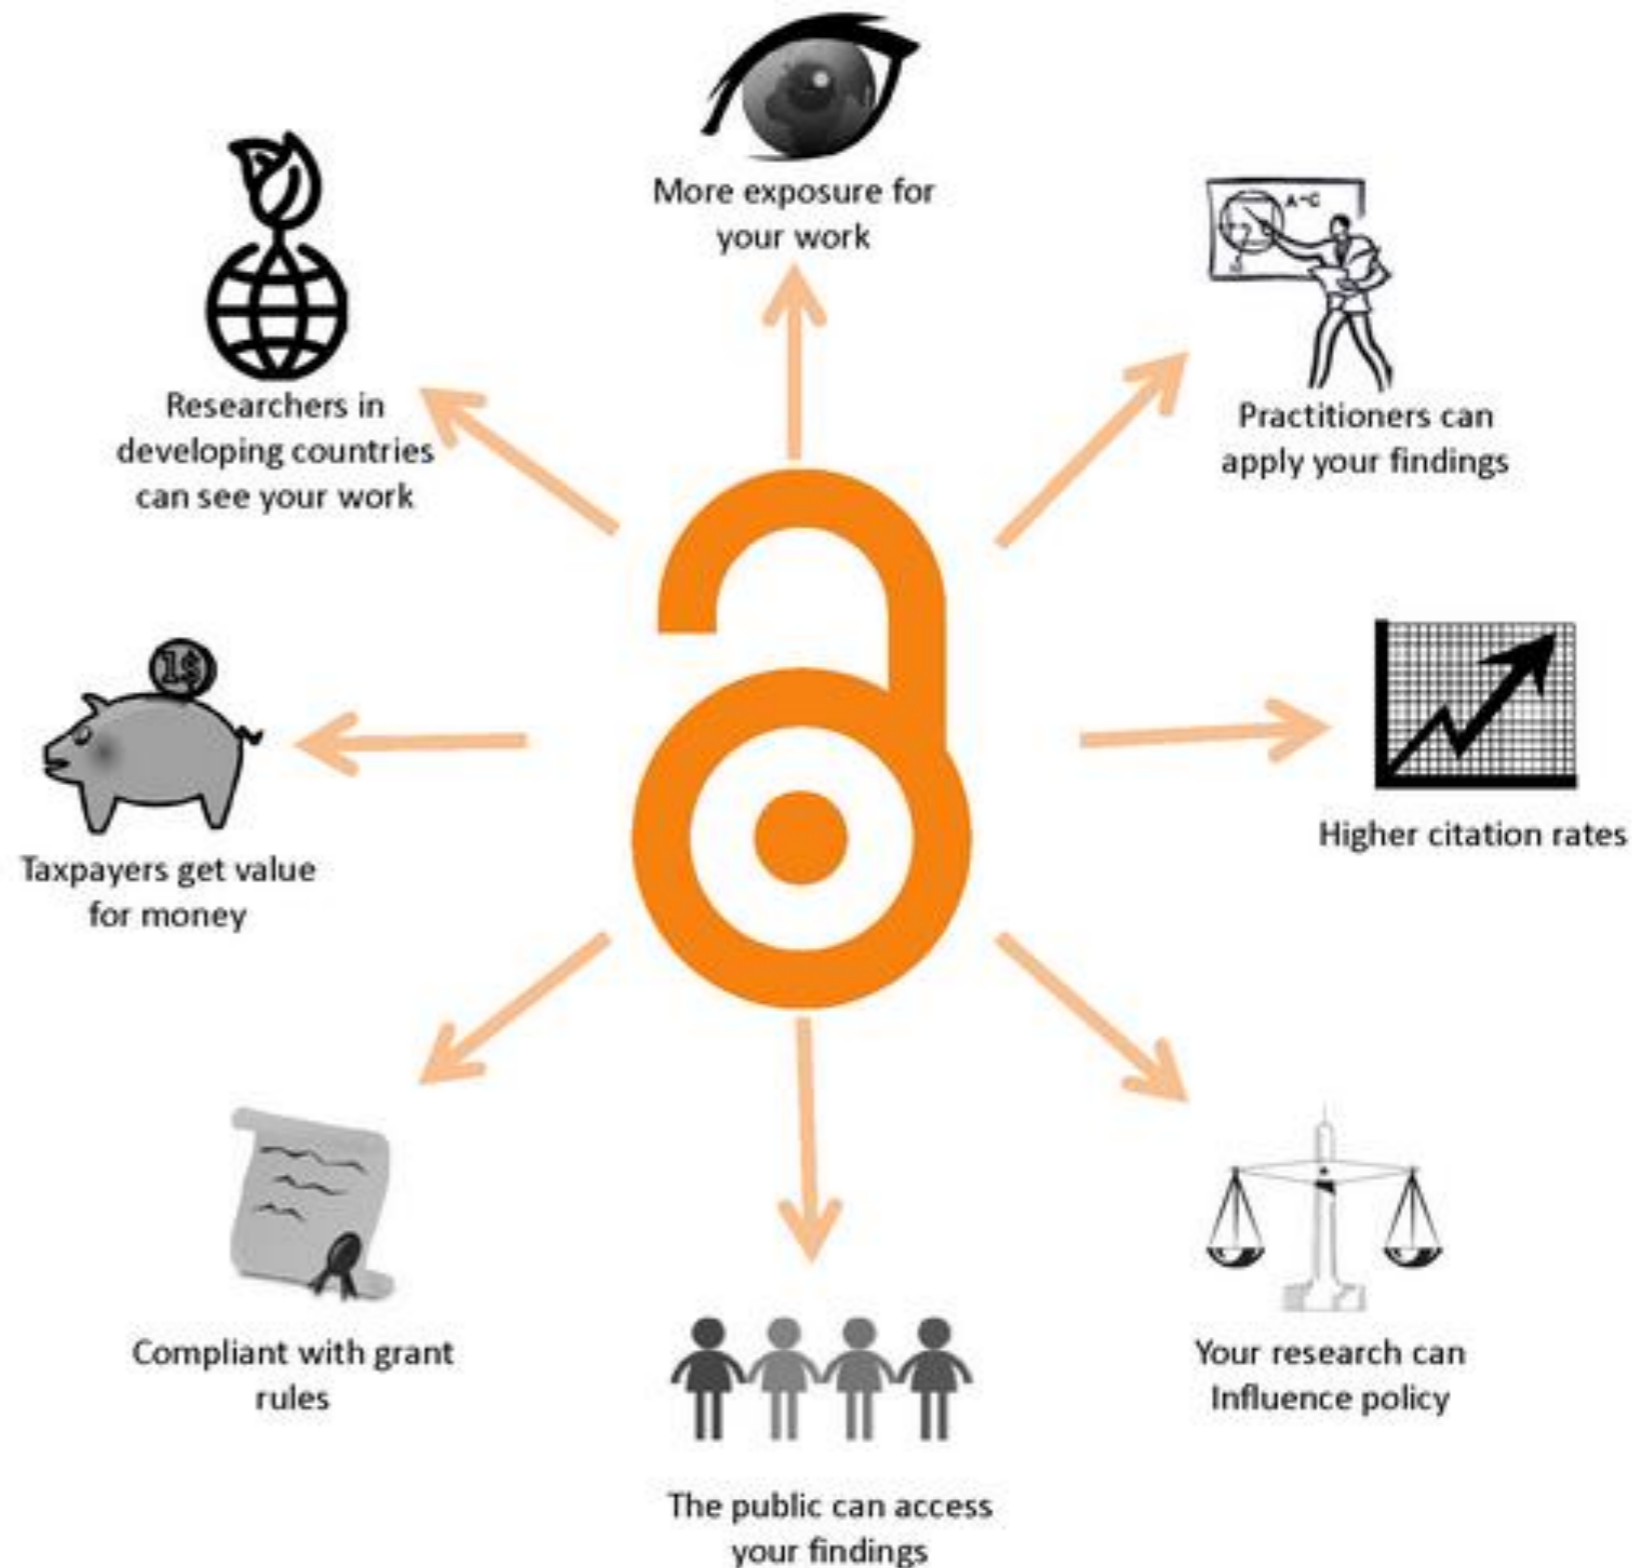 More exposure for
your work
A-C
Practitioners can
apply your findings
Higher citation rates
Your research can
Influence policy
The public can access
your findings
Compliant with grant
rules
1$
Taxpayers get value
for money
Researchers in
developing countries
can see your work